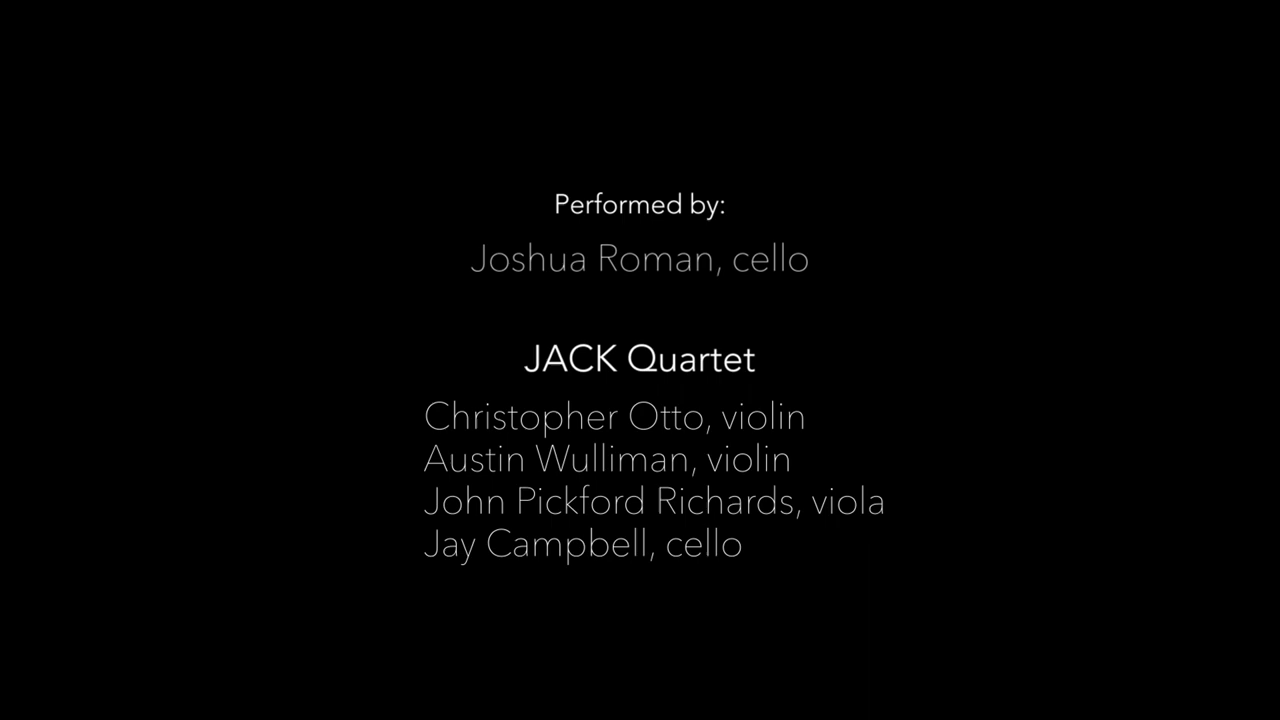 Performed by:
Joshua Roman, cello
JACK Quartet
Christopher Otto, violin
Austin Wulliman, violin
John Pickford Richards, viola
Jay Campbell, cello